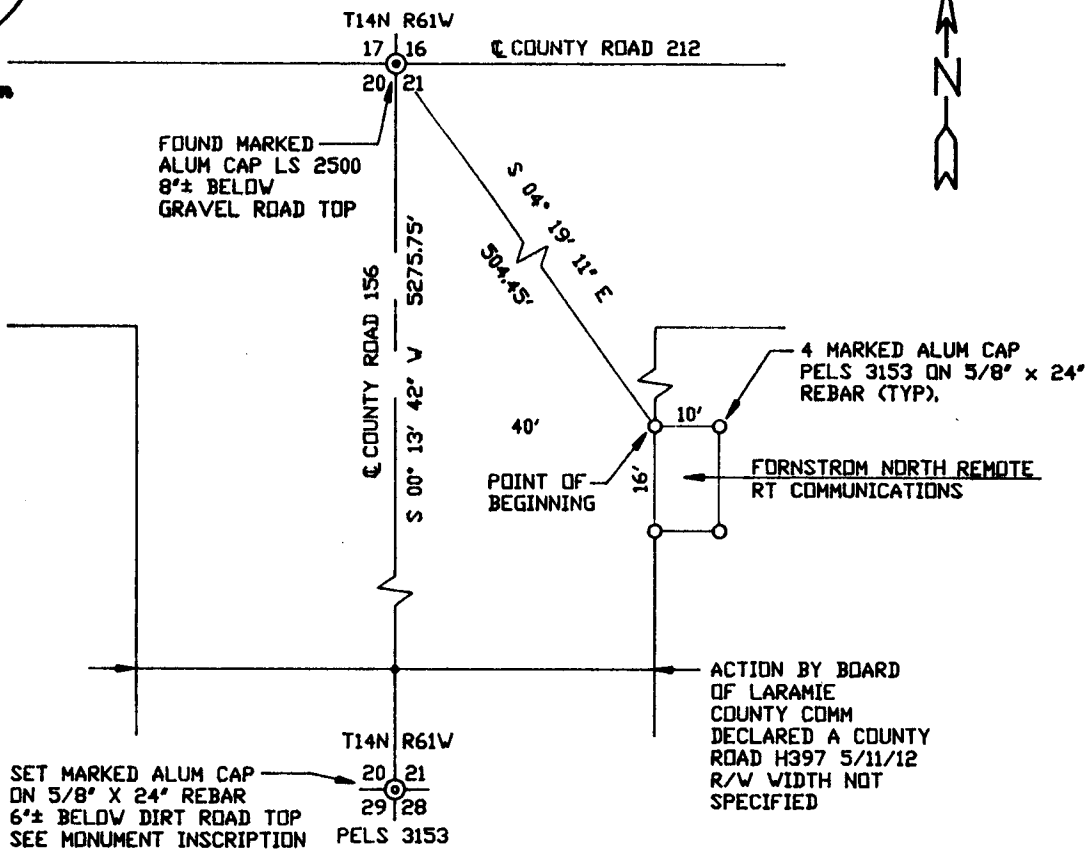 T14N R61W
17 16
℄ COUNTY ROAD 212
20 21
N
FOUND MARKED
ALUM CAP LS 2500
8"± BELOW
GRAVEL ROAD TOP
S 04° 19' 11" E
504.45'
℄ COUNTY ROAD 156
S 00° 13' 42" W 5275.75'
4 MARKED ALUM CAP
PELS 3153 ON 5/8" x 24"
REBAR (TYP).
40'
10'
16'
POINT OF
BEGINNING
FORNSTROM NORTH REMOTE
RT COMMUNICATIONS
ACTION BY BOARD
OF LARAMIE
COUNTY COMM
DECLARED A COUNTY
ROAD H397 5/11/12
R/W WIDTH NOT
SPECIFIED
T14N R61W
20 21
29 28
PELS 3153
SET MARKED ALUM CAP
ON 5/8" X 24" REBAR
6"± BELOW DIRT ROAD TOP
SEE MONUMENT INSCRIPTION